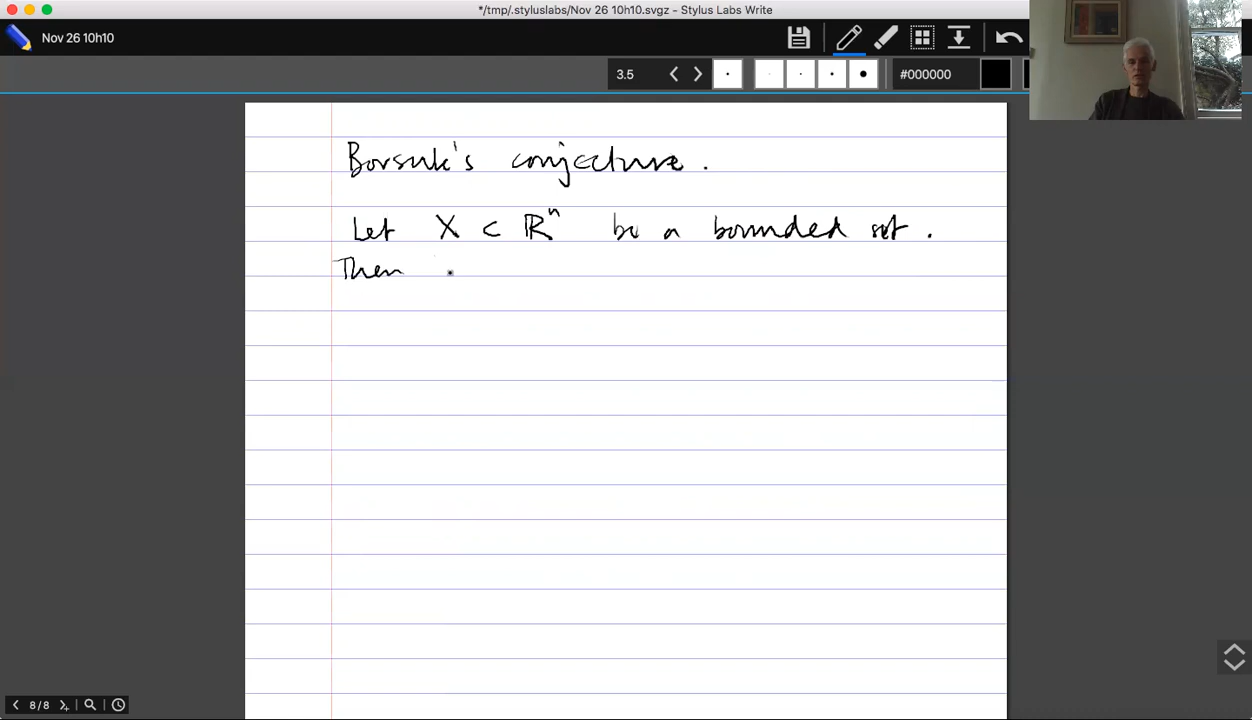 */tmp/.styluslabs/Nov 26 10h10.svgz - Stylus Labs Write
Nov 26 10h10
3.5
#000000
Borsuk's conjecture.
Let X ⊂ ℝⁿ be a bounded set.
Then
8/8